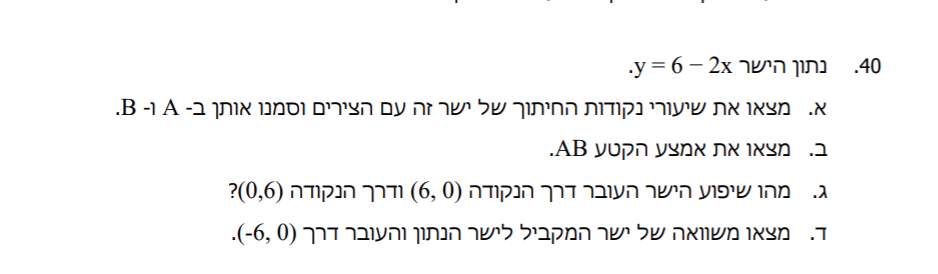 40. נתון הישר y = 6 − 2x.
א. מצאו את שיעורי נקודות החיתוך של ישר זה עם הצירים וסמנו אותן ב- A ו- B.
ב. מצאו את אמצע הקטע AB.
ג. מהו שיפוע הישר העובר דרך הנקודה (6, 0) ודרך הנקודה (0,6)?
ד. מצאו משוואה של ישר המקביל לישר הנתון והעובר דרך (-6, 0).